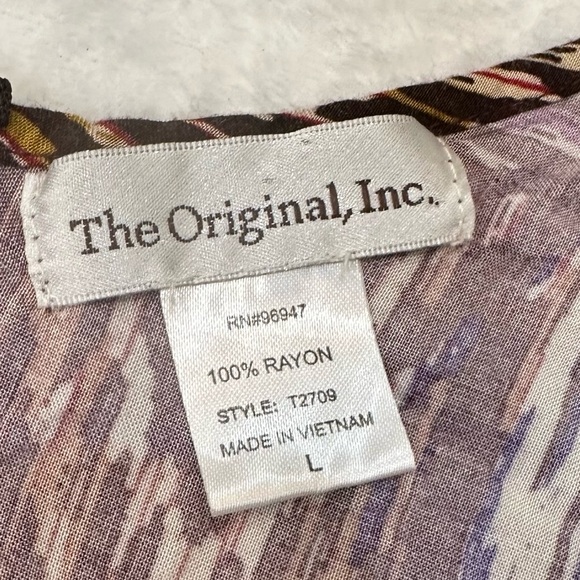 The Original, Inc.
RN#96947
100% RAYON
STYLE: T2709
MADE IN VIETNAM
L